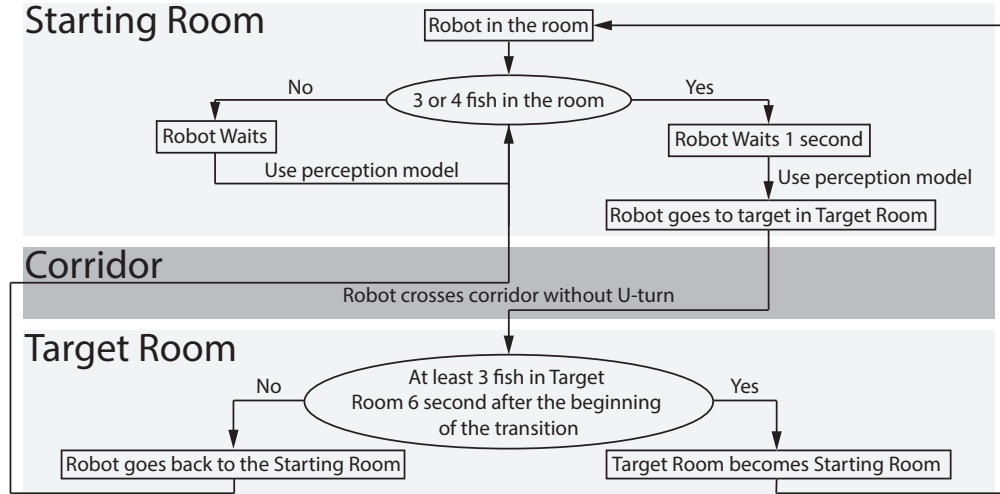 Starting Room
Robot in the room
3 or 4 fish in the room
No
Yes
Robot Waits
Robot Waits 1 second
Use perception model
Use perception model
Robot goes to target in Target Room
Corridor
Robot crosses corridor without U-turn
Target Room
At least 3 fish in Target
Room 6 second after the beginning
of the transition
No
Yes
Robot goes back to the Starting Room
Target Room becomes Starting Room